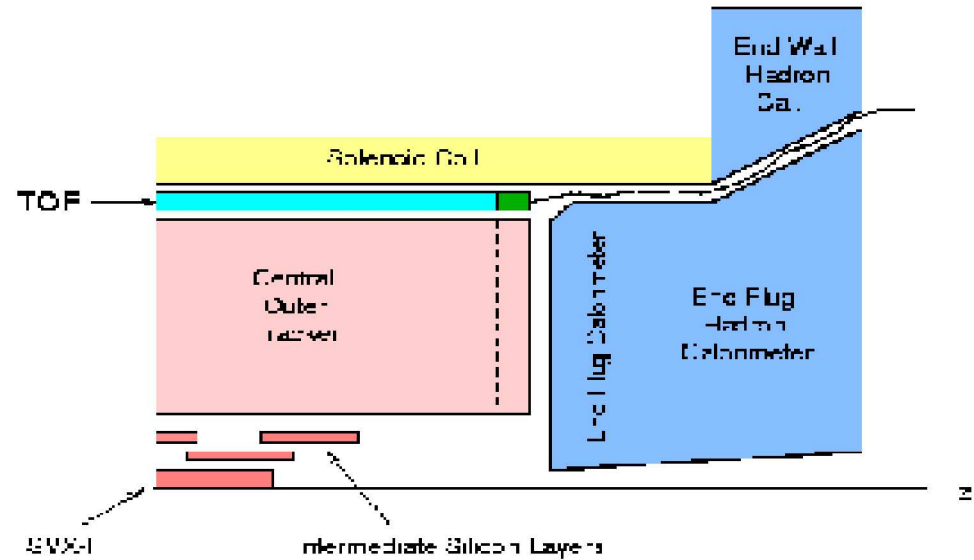 End Wall
Hadron
Cal.
Solenoid Coil
TOF
Central
Outer
Tracker
End Plug Calorimeter
End Plug
Hadron
Calorimeter
Intermediate Silicon Layers